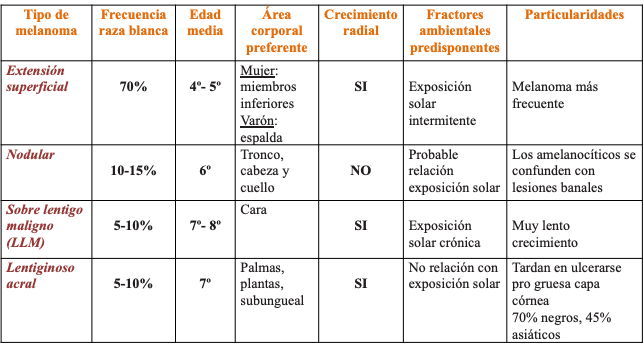 Tipo de melanoma
Frecuencia raza blanca
Edad media
Área corporal preferente
Crecimiento radial
Fractores ambientales predisponentes
Particularidades
Extensión superficial
70%
4º- 5º
Mujer: miembros inferiores
Varón: espalda
SI
Exposición solar intermitente
Melanoma más frecuente
Nodular
10-15%
6º
Tronco, cabeza y cuello
NO
Probable relación exposición solar
Los amelanocíticos se confunden con lesiones banales
Sobre lentigo maligno (LLM)
5-10%
7º- 8º
Cara
SI
Exposición solar crónica
Muy lento crecimiento
Lentiginoso acral
5-10%
7º
Palmas, plantas, subungueal
SI
No relación con exposición solar
Tardan en ulcerarse pro gruesa capa córnea
70% negros, 45% asiáticos